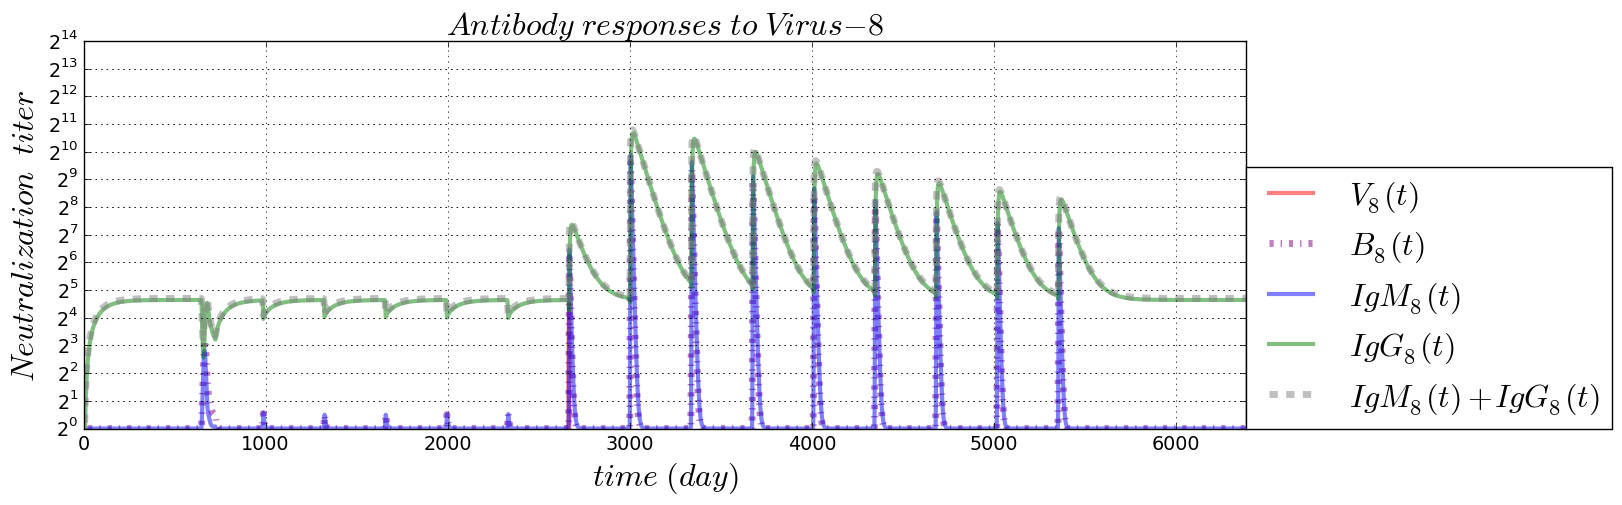 Antibody responses to Virus−8
Neutralization titer
2^14
2^13
2^12
2^11
2^10
2^9
2^8
2^7
2^6
2^5
2^4
2^3
2^2
2^1
2^0
0 1000 2000 3000 4000 5000 6000
time (day)
V_8(t)
B_8(t)
IgM_8(t)
IgG_8(t)
IgM_8(t)+IgG_8(t)